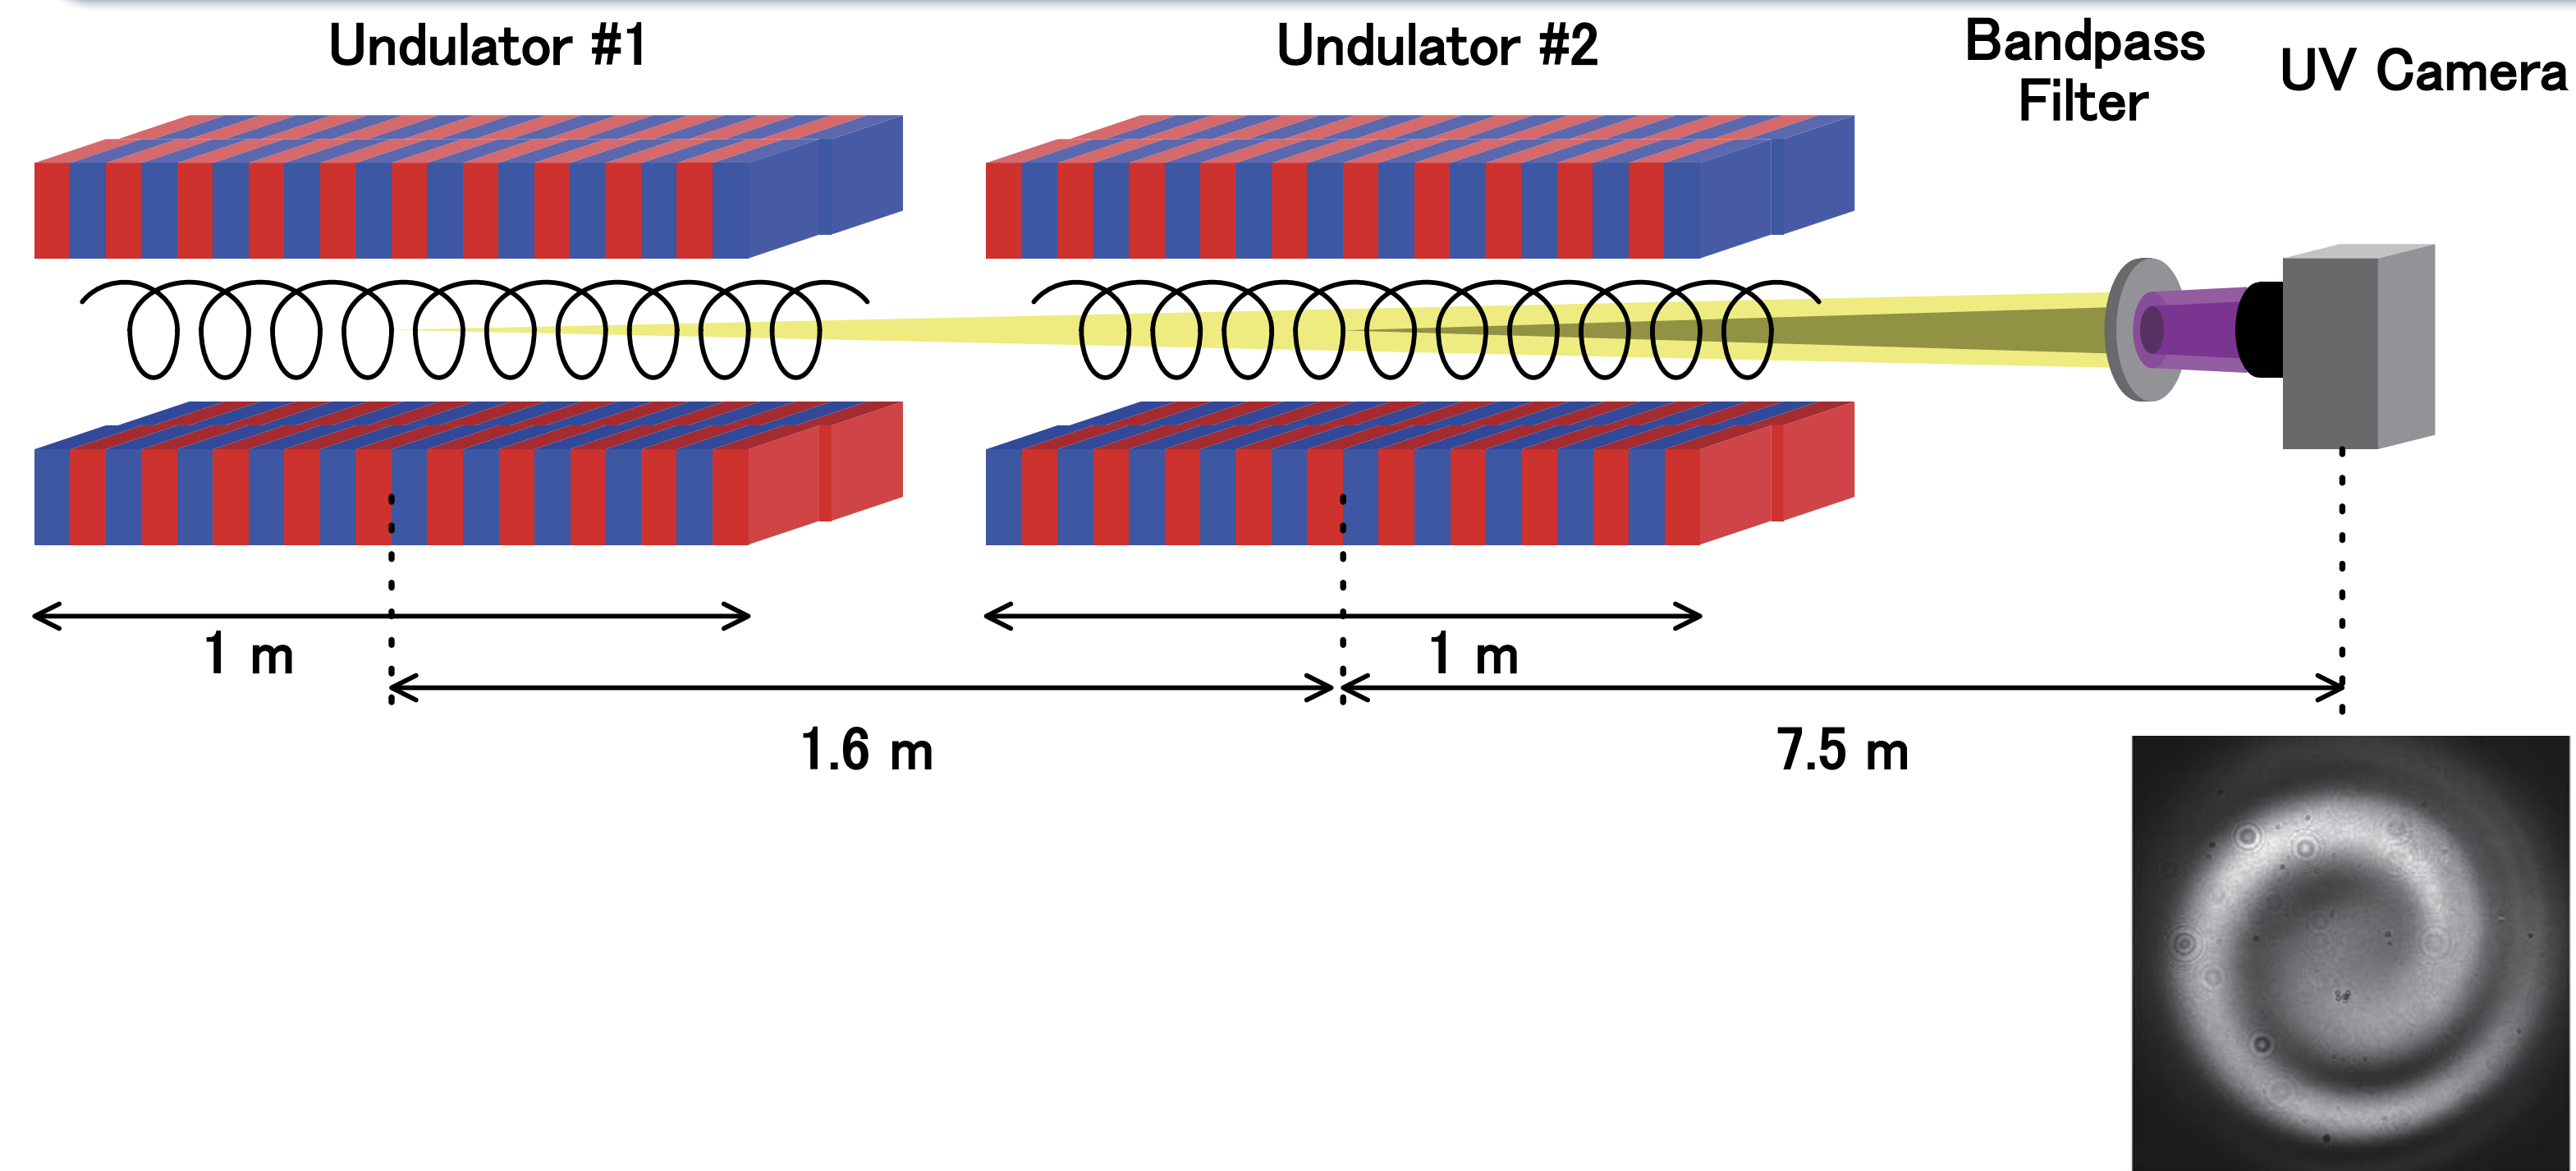 Undulator #1
Undulator #2
Bandpass
Filter
UV Camera
1 m
1 m
1.6 m
7.5 m